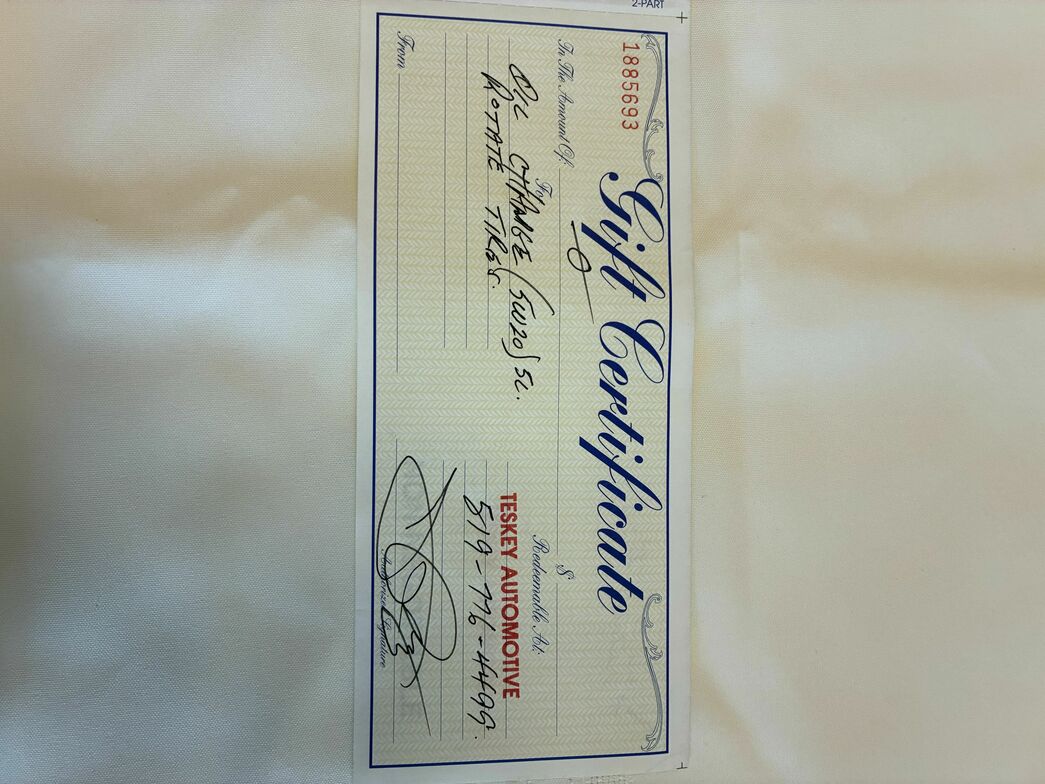 2-PART
1885693
Gift Certificate
In The Amount Of: $
For Redeemable At:
OIL CHANGE (5W20) 5L.
ROTATE TIRES.
TESKEY AUTOMOTIVE
519-776-4499.
From
Authorized Signature